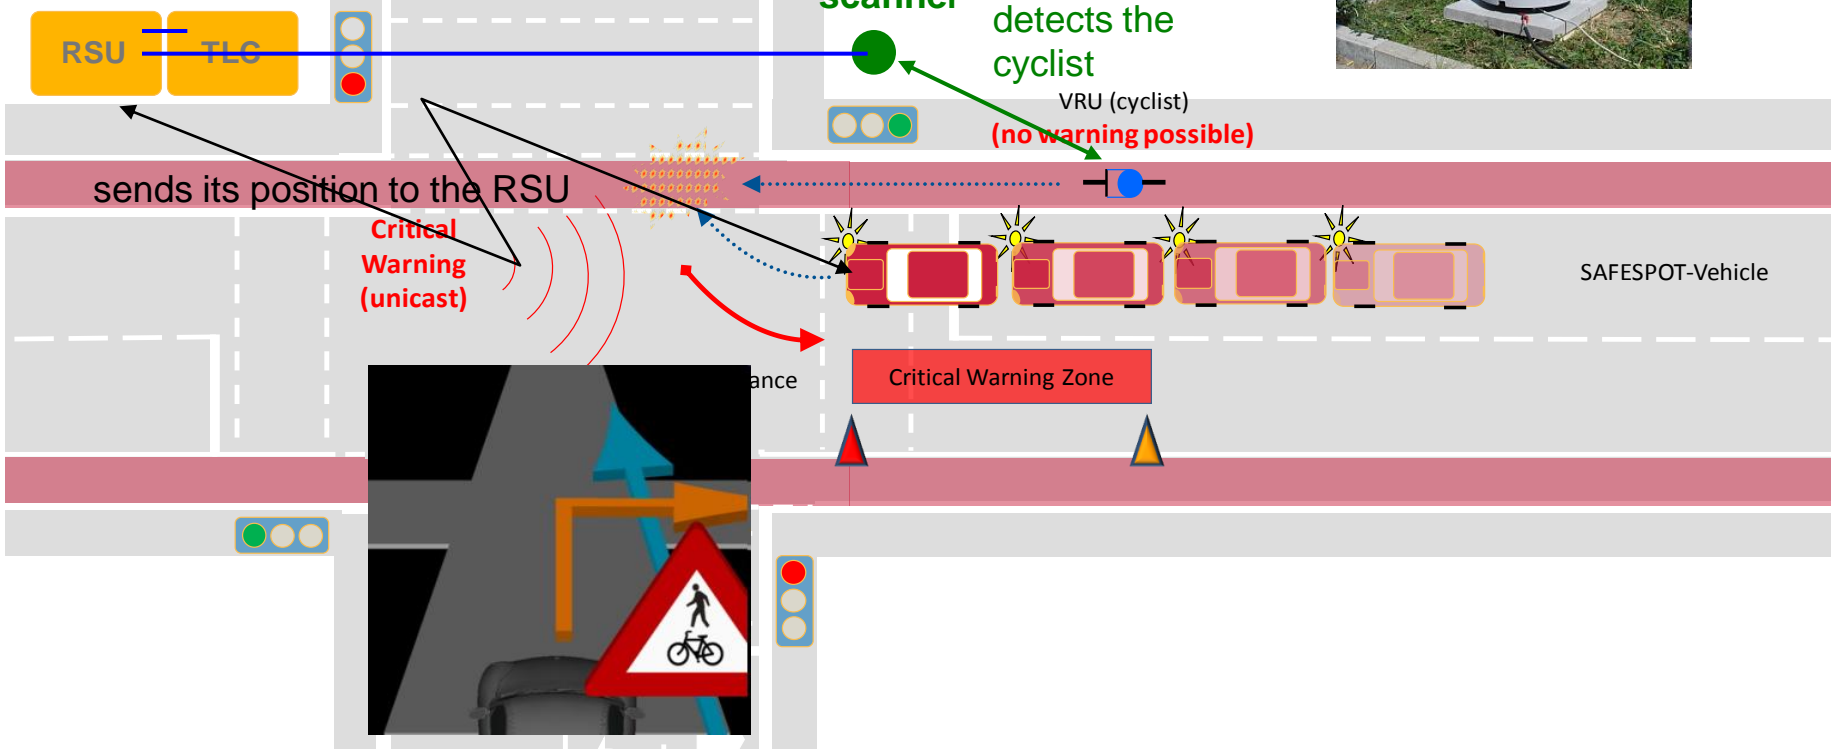 scanner
detects the
cyclist
RSU
TLC
VRU (cyclist)
(no warning possible)
sends its position to the RSU
Critical
Warning
(unicast)
SAFESPOT-Vehicle
ance
Critical Warning Zone